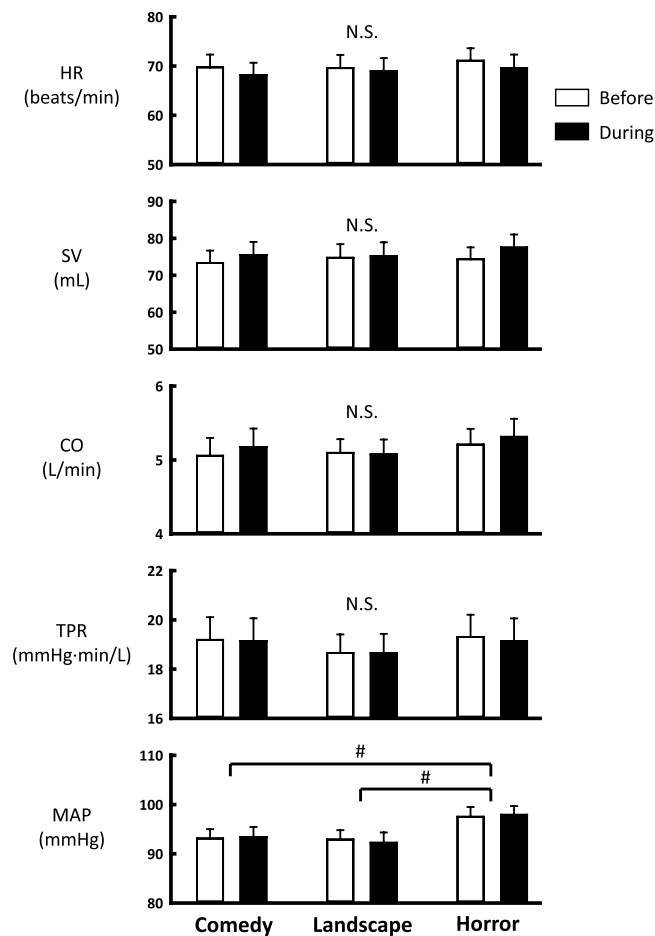 80
70
60
50
HR
(beats/min)
N.S.
Before
During
90
80
70
60
50
SV
(mL)
N.S.
6
5
4
CO
(L/min)
N.S.
22
20
18
16
TPR
(mmHg·min/L)
N.S.
110
100
90
80
MAP
(mmHg)
#
#
Comedy Landscape Horror